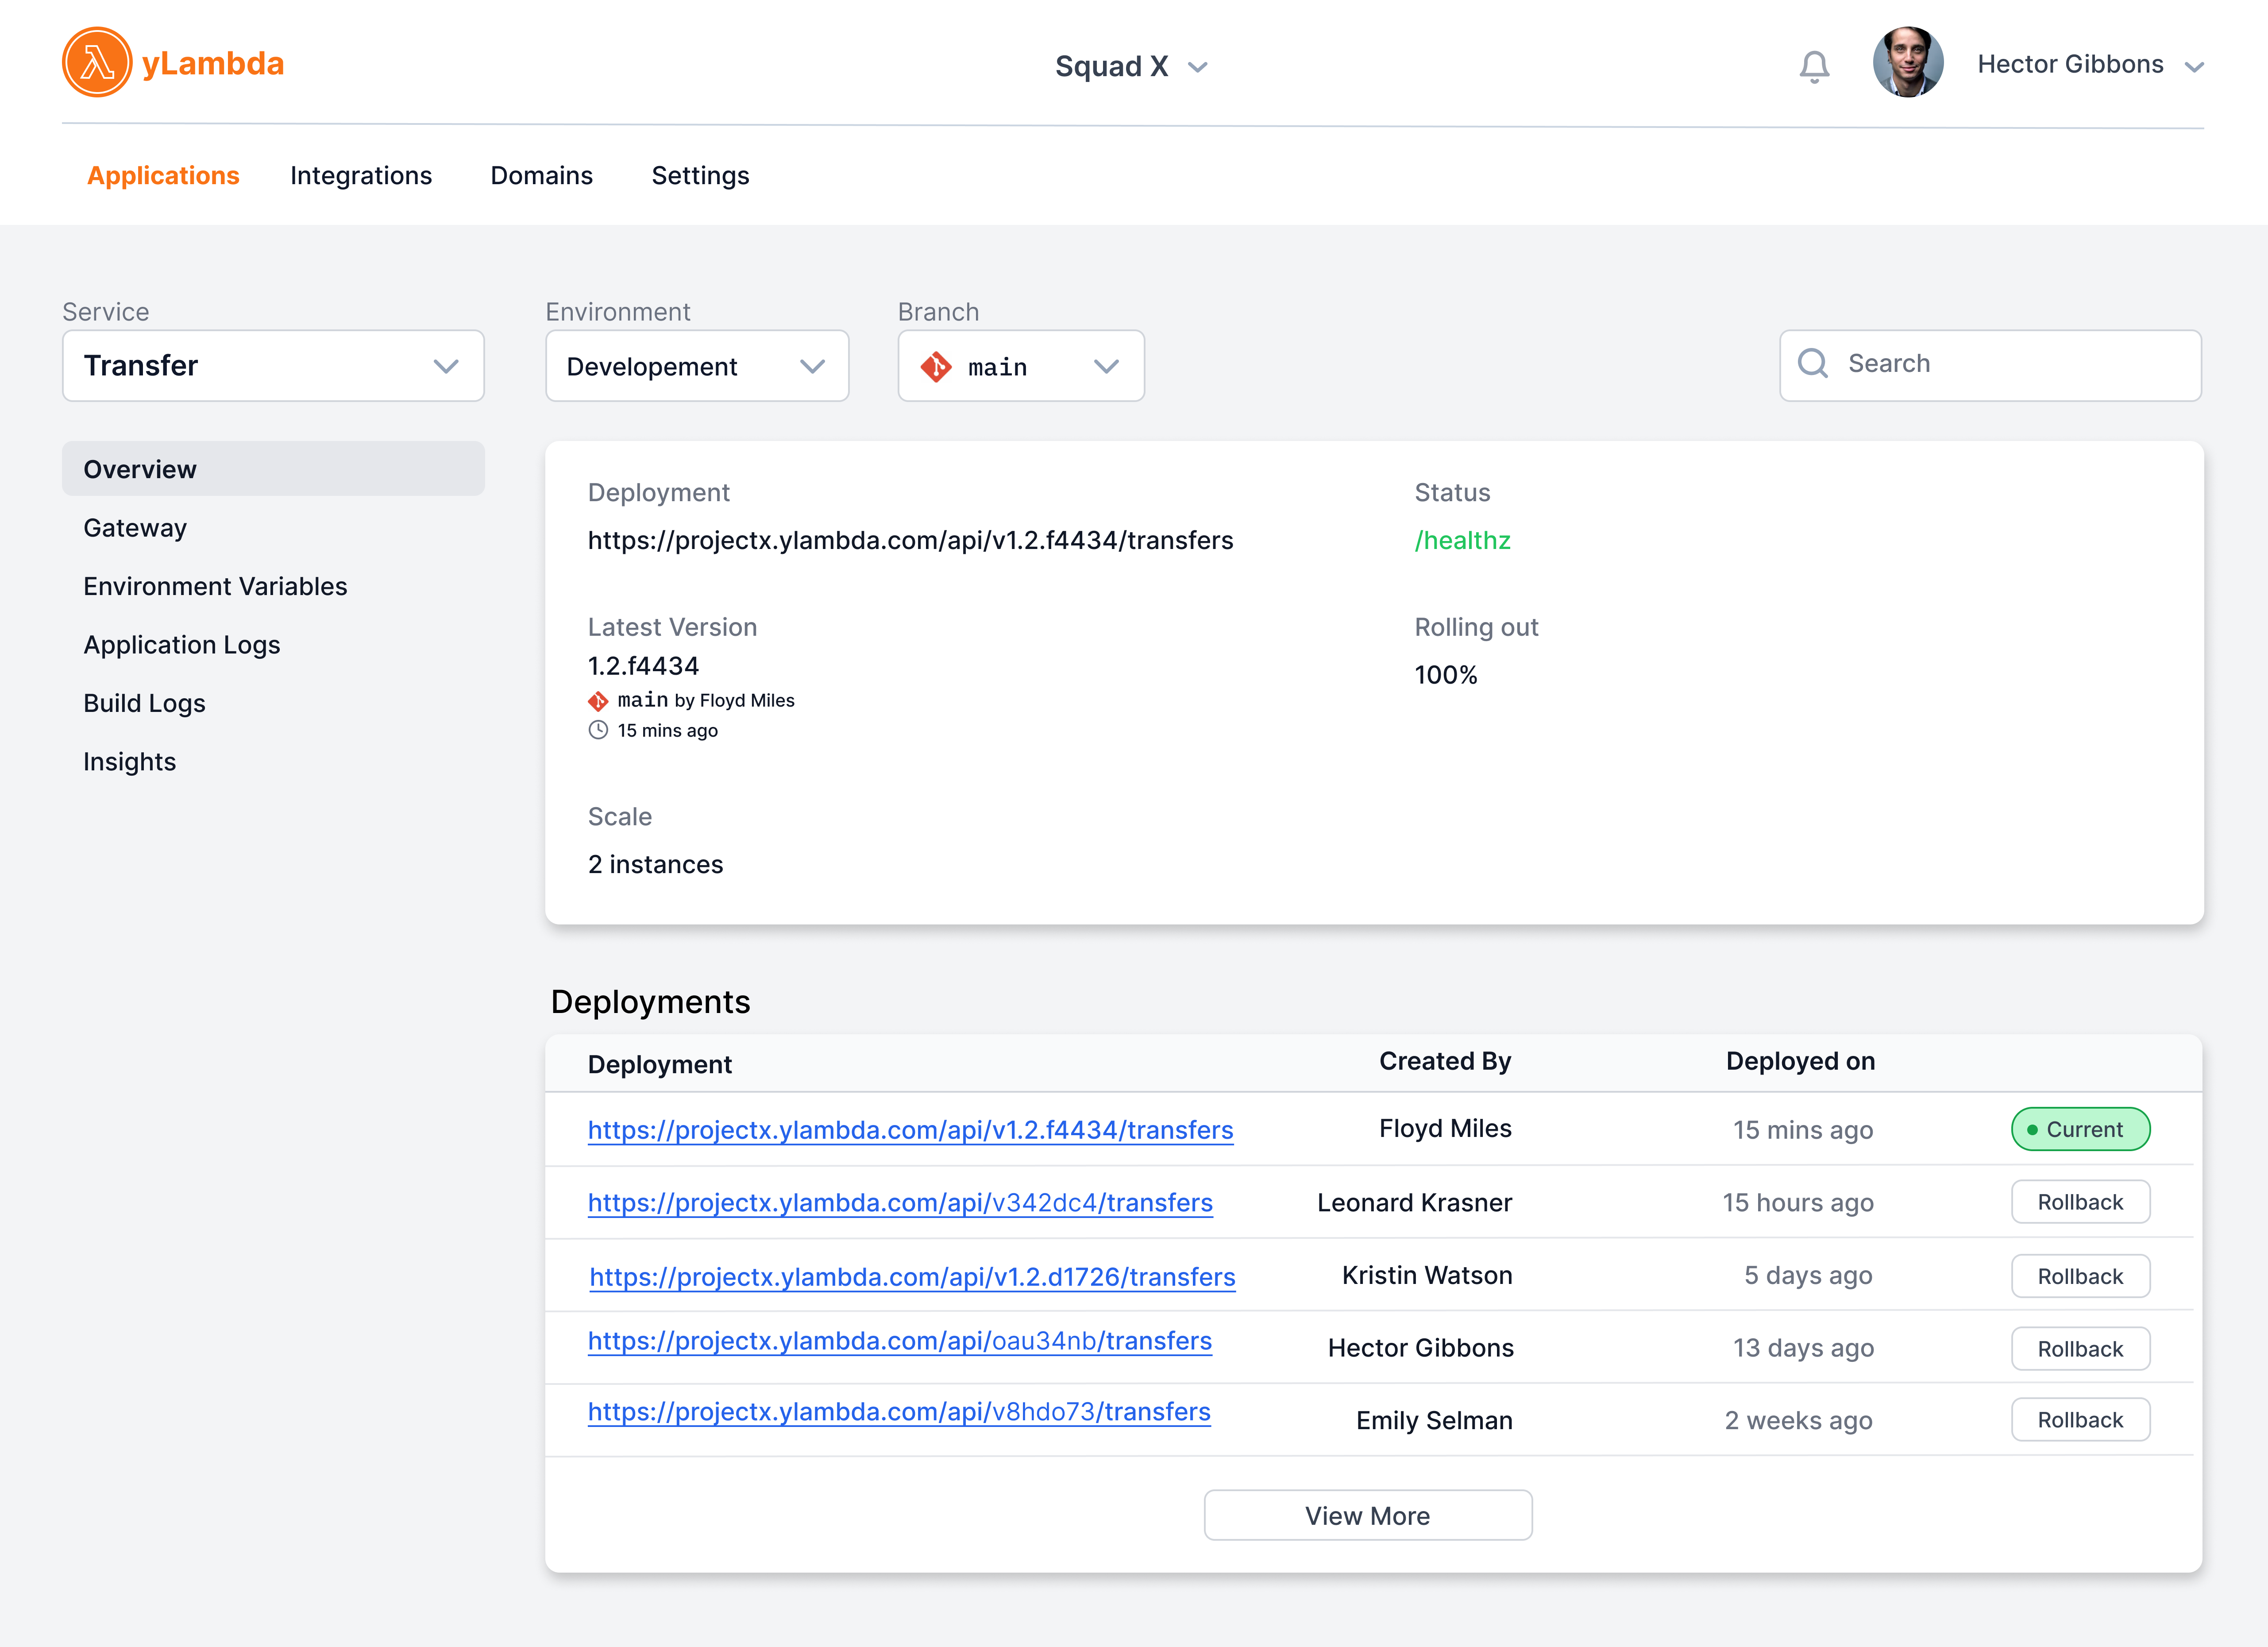 yLambda
Squad X
Hector Gibbons
Applications Integrations Domains Settings
Service
Transfer
Environment
Developement
Branch
main
Search
Overview
Gateway
Environment Variables
Application Logs
Build Logs
Insights
Deployment
https://projectx.ylambda.com/api/v1.2.f4434/transfers
Status
/healthz
Latest Version
1.2.f4434
main by Floyd Miles
15 mins ago
Rolling out
100%
Scale
2 instances
Deployments
Deployment Created By Deployed on
https://projectx.ylambda.com/api/v1.2.f4434/transfers Floyd Miles 15 mins ago Current
https://projectx.ylambda.com/api/v342dc4/transfers Leonard Krasner 15 hours ago Rollback
https://projectx.ylambda.com/api/v1.2.d1726/transfers Kristin Watson 5 days ago Rollback
https://projectx.ylambda.com/api/oau34nb/transfers Hector Gibbons 13 days ago Rollback
https://projectx.ylambda.com/api/v8hdo73/transfers Emily Selman 2 weeks ago Rollback
View More